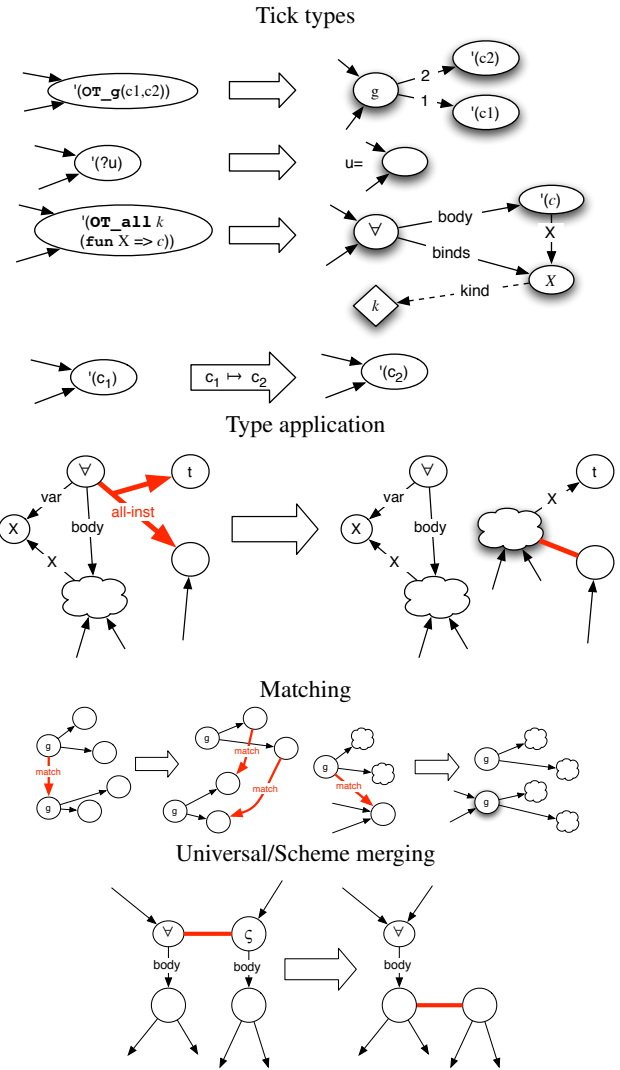 Tick types
'(OT_g(c1,c2))
g
2
'(c2)
1
'(c1)
'(?u)
u=
'(OT_all k
(fun X => c))
∀
body
'(c)
X
binds
X
kind
k
'(c₁)
c₁ ↦ c₂
'(c₂)
Type application
∀
t
var
all-inst
X
body
X
∀
t
var
X
X
body
X
Matching
g
match
g
g
match
match
g
g
match
g
g
Universal/Scheme merging
∀
ς
body
body
∀
body